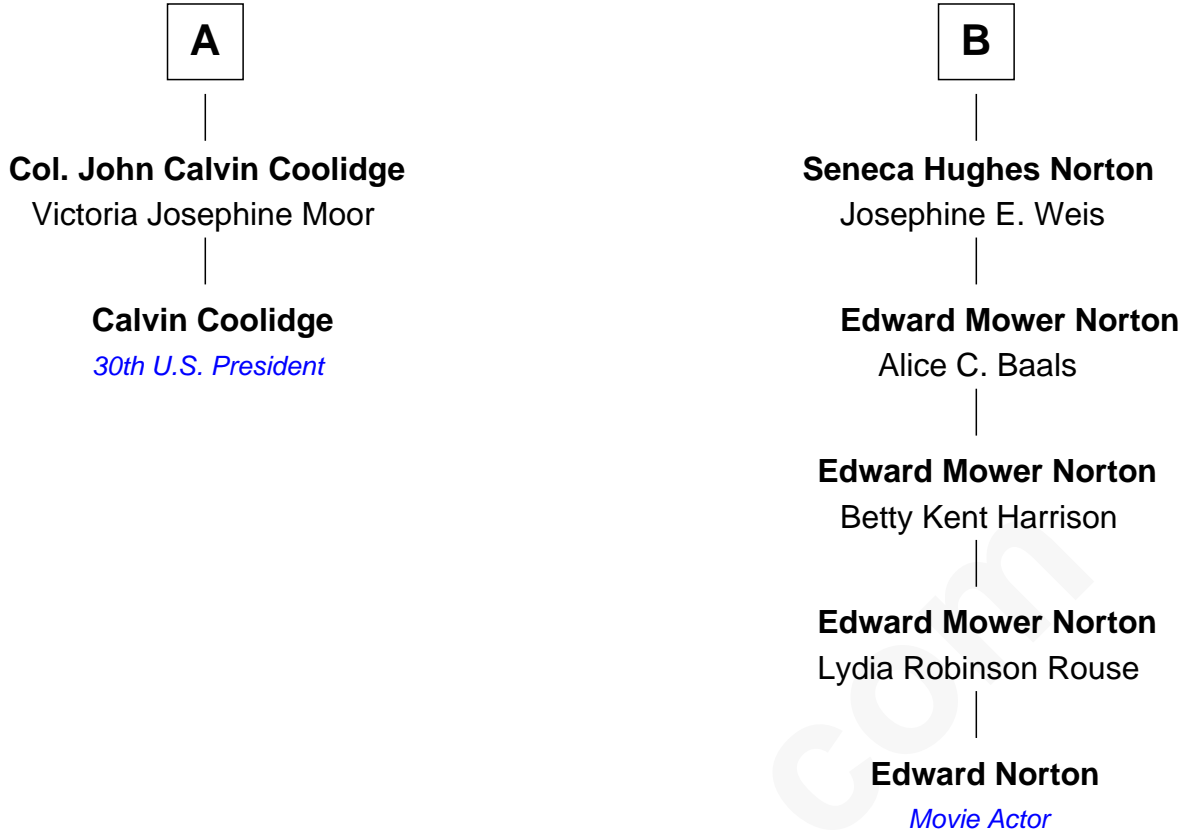 A
Col. John Calvin Coolidge
Victoria Josephine Moor
Calvin Coolidge
30th U.S. President
B
Seneca Hughes Norton
Josephine E. Weis
Edward Mower Norton
Alice C. Baals
Edward Mower Norton
Betty Kent Harrison
Edward Mower Norton
Lydia Robinson Rouse
Edward Norton
Movie Actor
com